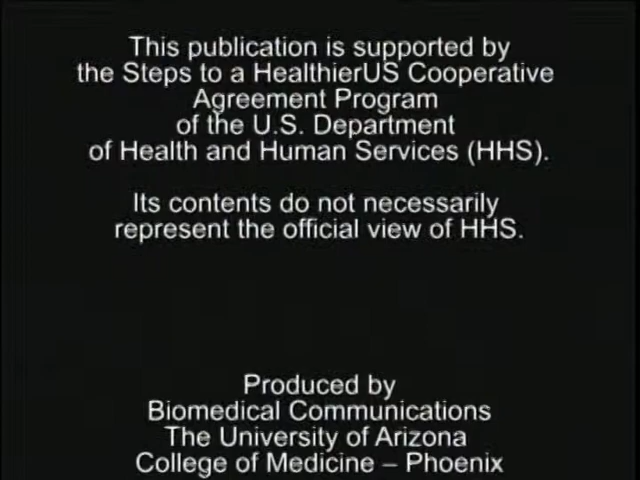 This publication is supported by
the Steps to a HealthierUS Cooperative
Agreement Program
of the U.S. Department
of Health and Human Services (HHS).
Its contents do not necessarily
represent the official view of HHS.
Produced by
Biomedical Communications
The University of Arizona
College of Medicine – Phoenix